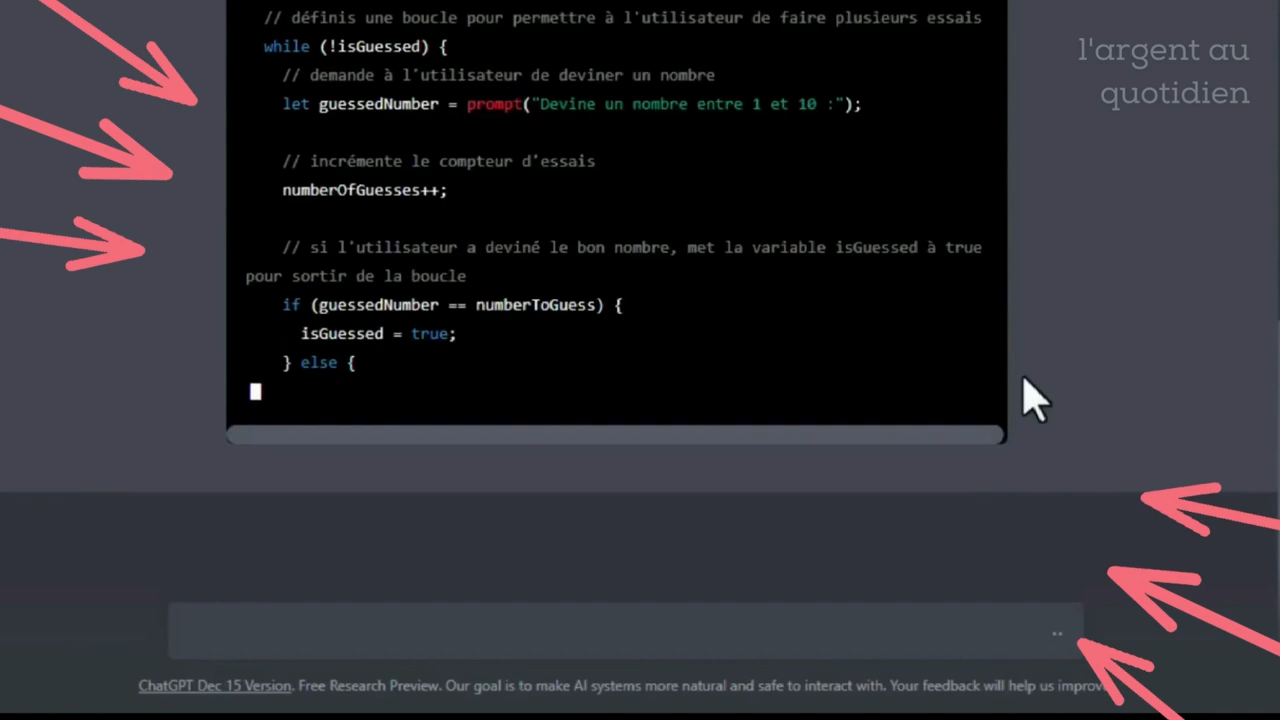 // définis une boucle pour permettre à l'utilisateur de faire plusieurs essais
while (!isGuessed) {
// demande à l'utilisateur de deviner un nombre
let guessedNumber = prompt("Devine un nombre entre 1 et 10 :");
// incrémente le compteur d'essais
numberOfGuesses++;
// si l'utilisateur a deviné le bon nombre, met la variable isGuessed à true
pour sortir de la boucle
if (guessedNumber == numberToGuess) {
isGuessed = true;
} else {
l'argent au
quotidien
ChatGPT Dec 15 Version. Free Research Preview. Our goal is to make AI systems more natural and safe to interact with. Your feedback will help us improv